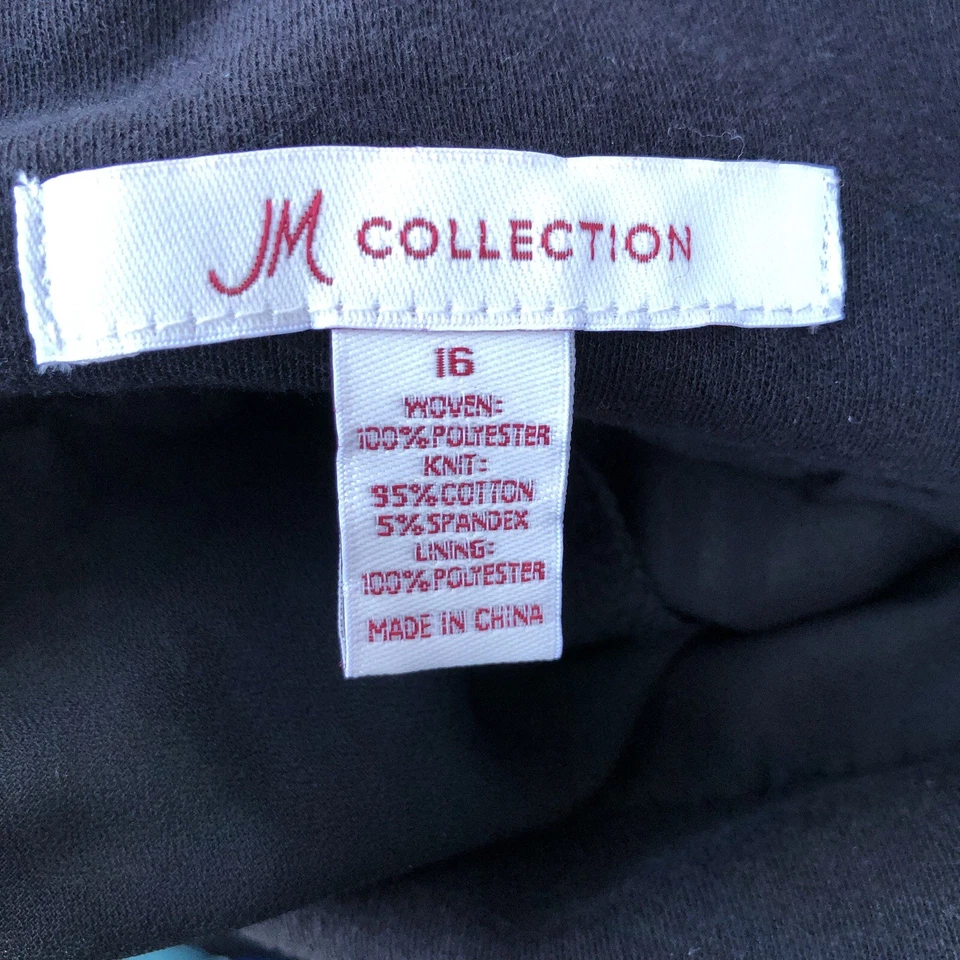 JM COLLECTION
16
WOVEN:
100% POLYESTER
KNIT:
95% COTTON
5% SPANDEX
LINING:
100% POLYESTER
MADE IN CHINA